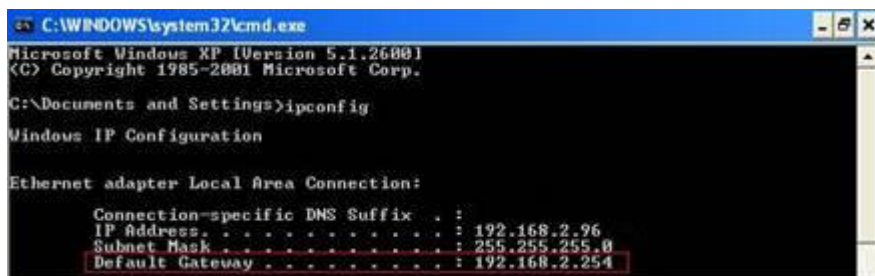 C:\WINDOWS\system32\cmd.exe
Microsoft Windows XP [Version 5.1.2600]
(C) Copyright 1985-2001 Microsoft Corp.
C:\Documents and Settings>ipconfig
Windows IP Configuration
Ethernet adapter Local Area Connection:
Connection-specific DNS Suffix . :
IP Address. . . . . . . . . . . . : 192.168.2.96
Subnet Mask . . . . . . . . . . . : 255.255.255.0
Default Gateway . . . . . . . . . : 192.168.2.254